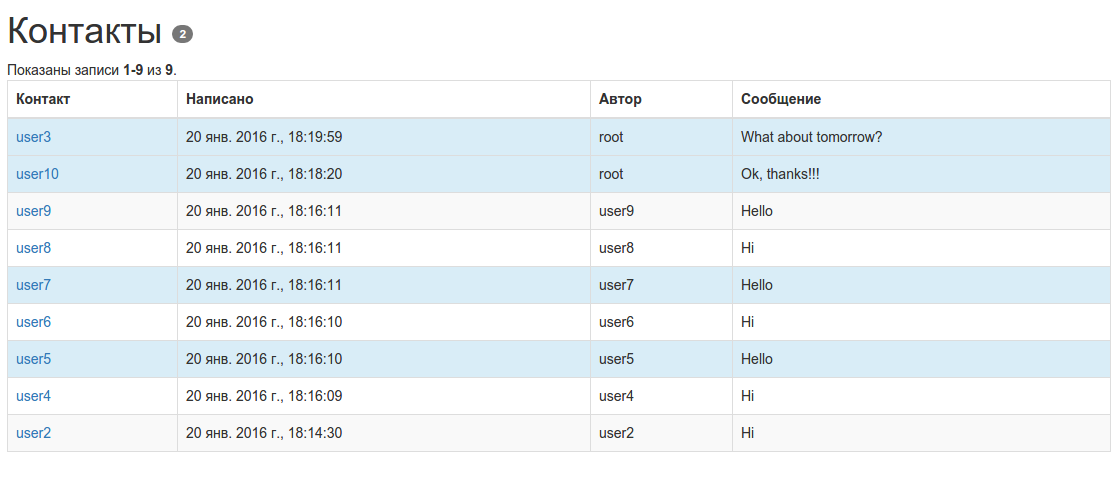 Контакты 2
Показаны записи 1-9 из 9.
Контакт Написано Автор Сообщение
user3 20 янв. 2016 г., 18:19:59 root What about tomorrow?
user10 20 янв. 2016 г., 18:18:20 root Ok, thanks!!!
user9 20 янв. 2016 г., 18:16:11 user9 Hello
user8 20 янв. 2016 г., 18:16:11 user8 Hi
user7 20 янв. 2016 г., 18:16:11 user7 Hello
user6 20 янв. 2016 г., 18:16:10 user6 Hi
user5 20 янв. 2016 г., 18:16:10 user5 Hello
user4 20 янв. 2016 г., 18:16:09 user4 Hi
user2 20 янв. 2016 г., 18:14:30 user2 Hi